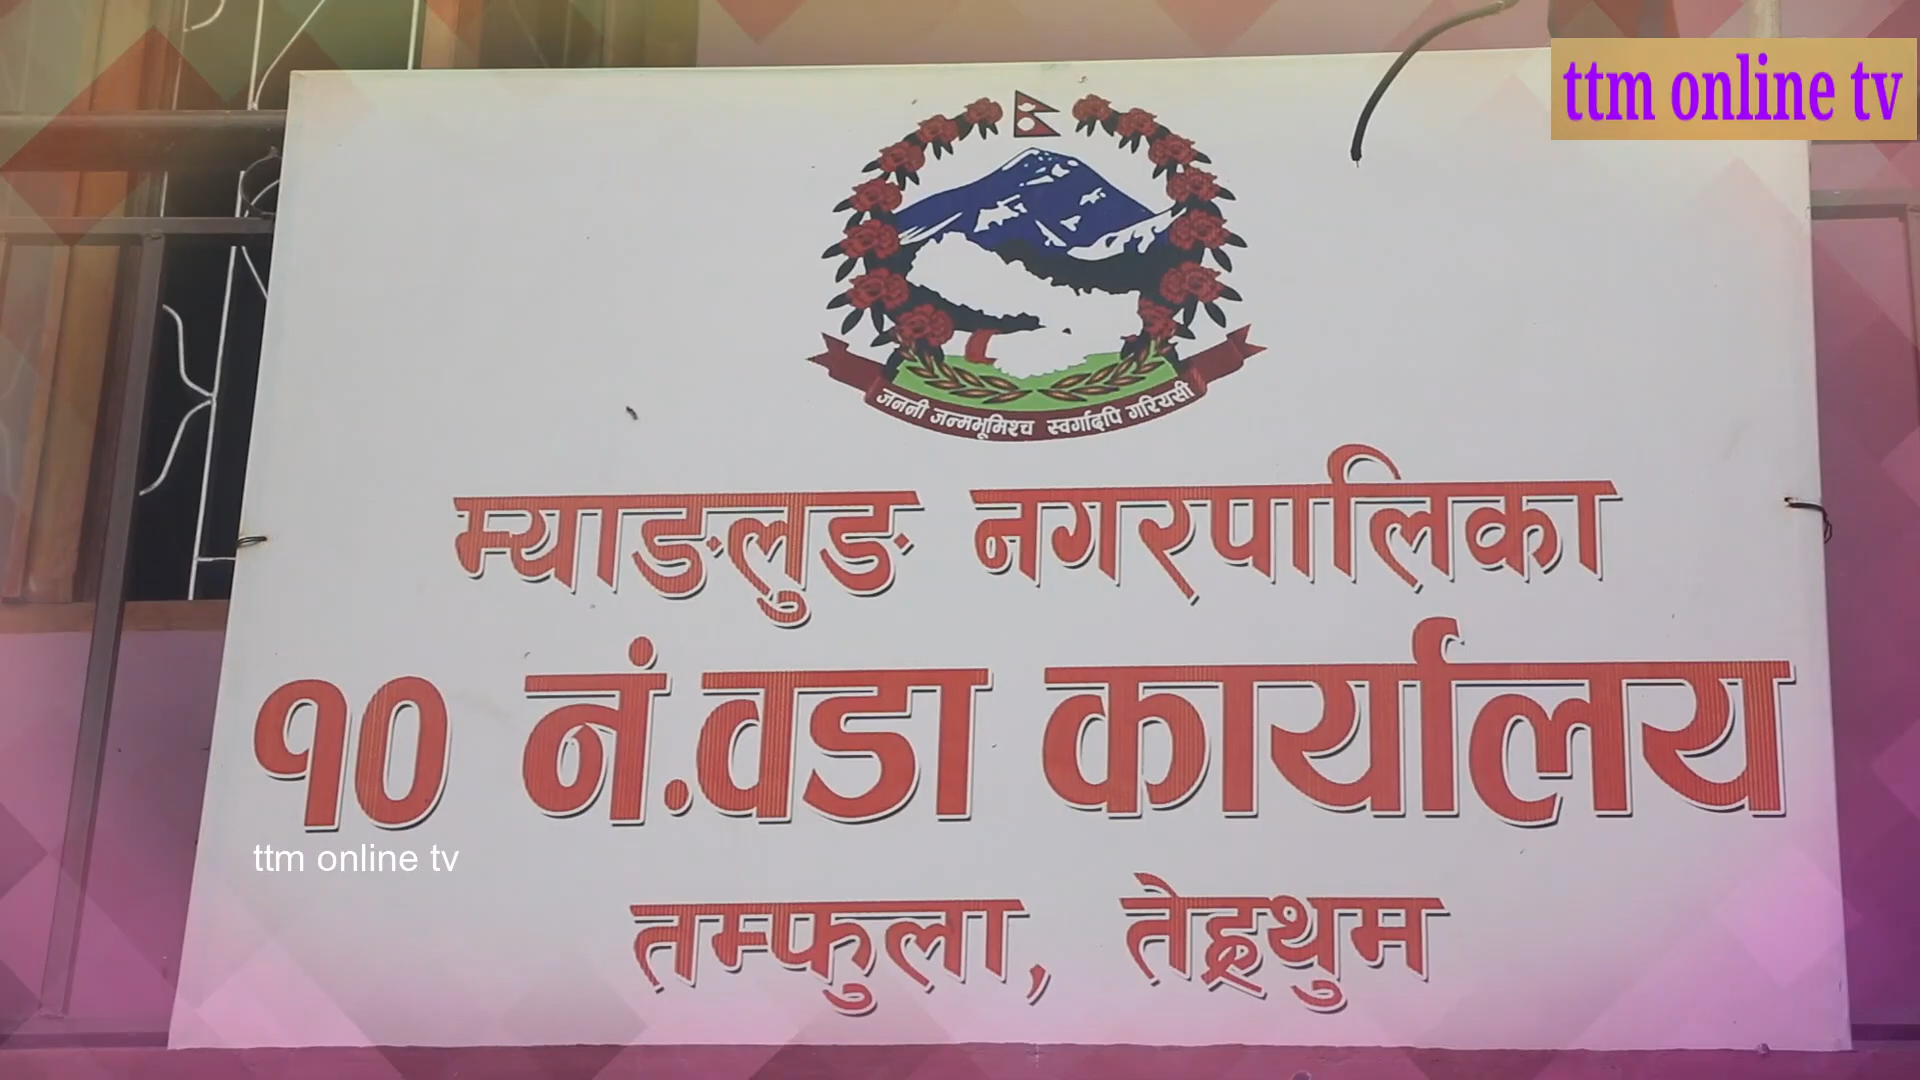 ttm online tv
जननी जन्मभूमिश्च स्वर्गादपि गरियसी
म्याङलुङ नगरपालिका
१० नं.वडा कार्यालय
ttm online tv
तम्फुला, तेह्रथुम